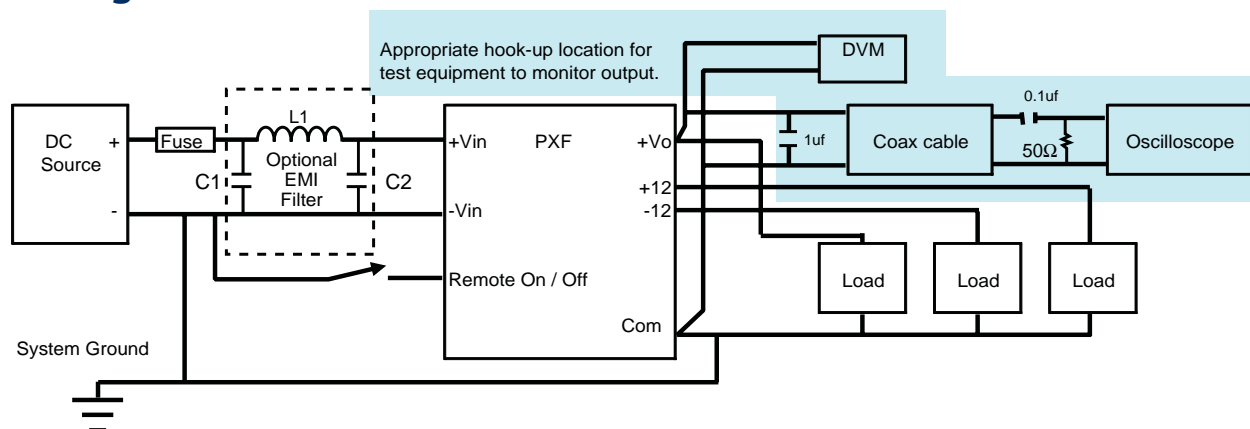 Appropriate hook-up location for
test equipment to monitor output.
DVM
DC
Source
+
-
Fuse
L1
Optional
EMI
Filter
C1
C2
+Vin
-Vin
PXF
Remote On / Off
+Vo
+12
-12
Com
1uf
Coax cable
0.1uf
50Ω
Oscilloscope
Load
Load
Load
System Ground